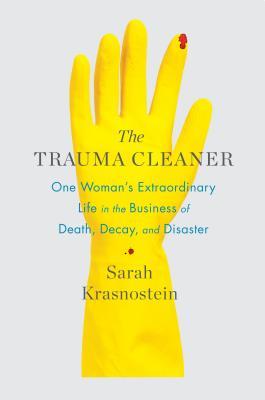 The
TRAUMA CLEANER
One Woman's Extraordinary
Life in the Business of
Death, Decay, and Disaster
Sarah
Krasnostein